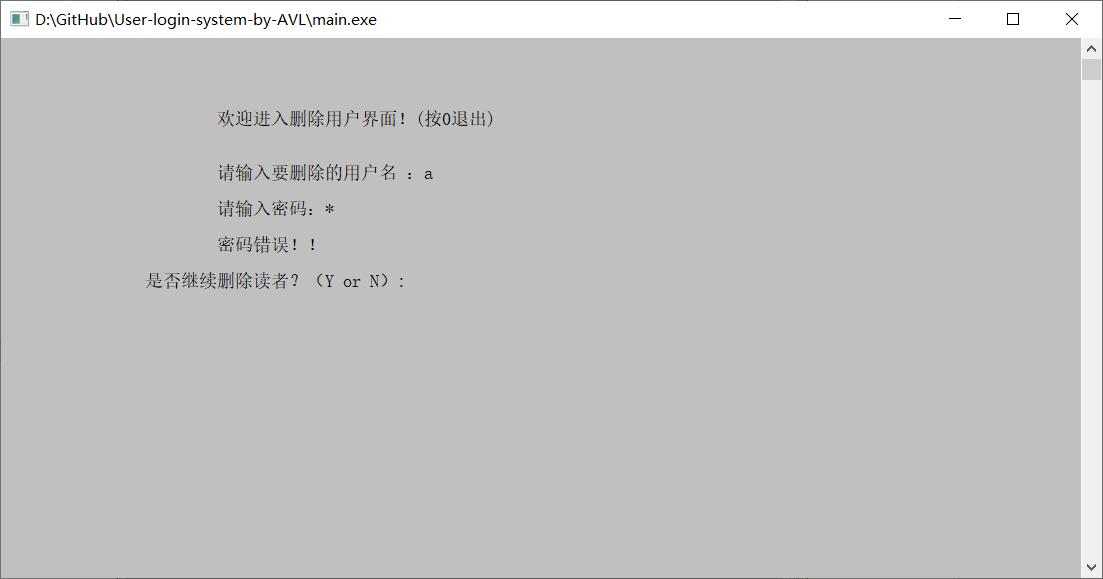 D:\GitHub\User-login-system-by-AVL\main.exe
欢迎进入删除用户界面！(按0退出)
请输入要删除的用户名 ：a
请输入密码：*
密码错误！！
是否继续删除读者？（Y or N）: